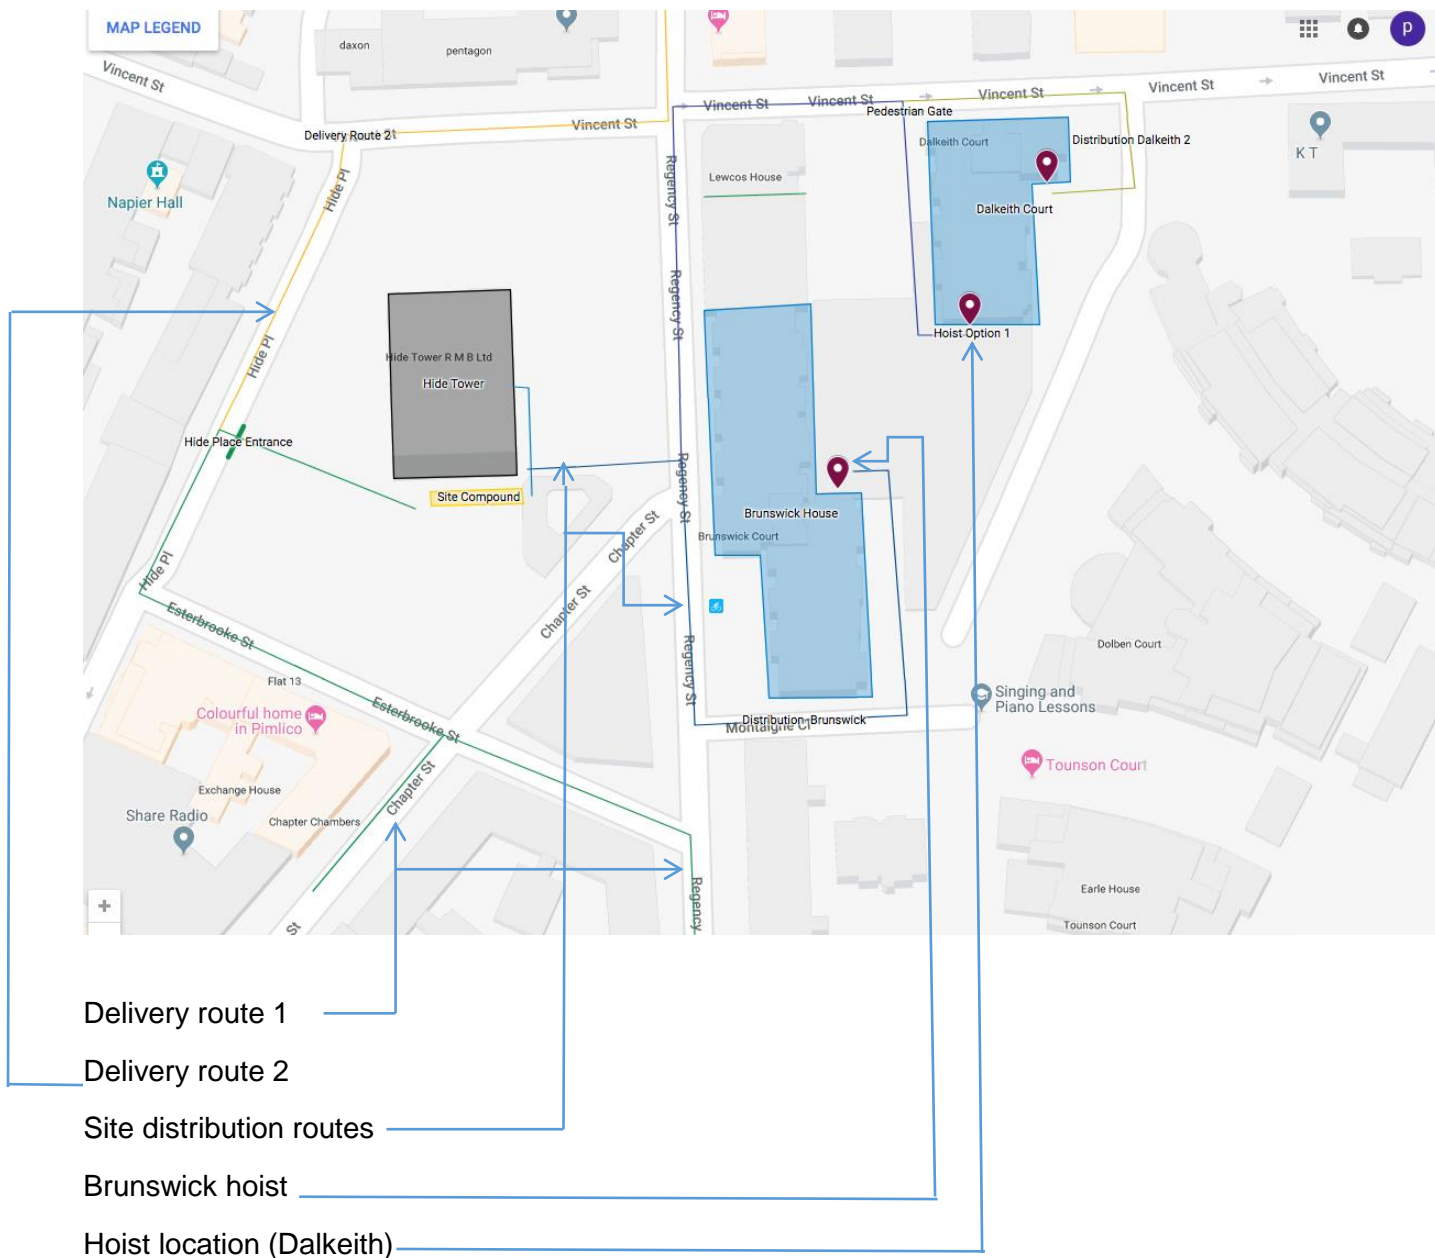 MAP LEGEND
daxon
pentagon
p
Vincent St
Vincent St
Vincent St
Vincent St
Vincent St
Vincent St
Vincent St
Pedestrian Gate
Delivery Route 2
St
Dalkeith Court
Distribution Dalkeith 2
K T
Napier Hall
Hide Pl
Regency St
Lewcos House
Dalkeith Court
Regency St
Hoist Option 1
Hide Pl
Hide Tower R M B Ltd
Hide Tower
Hide Place Entrance
Site Compound
Regency St
Brunswick House
Chapter St
Brunswick Court
Hide Pl
Chapter St
Esterbrooke St
Regency St
Dolben Court
Flat 13
Colourful home
in Pimlico
Esterbrooke St
Singing and
Piano Lessons
Distribution Brunswick
Montaigne Cl
Tounson Court
Exchange House
Chapter St
Share Radio
Chapter Chambers
Regency
Earle House
Tounson Court
+
St
Delivery route 1
Delivery route 2
Site distribution routes
Brunswick hoist
Hoist location (Dalkeith)